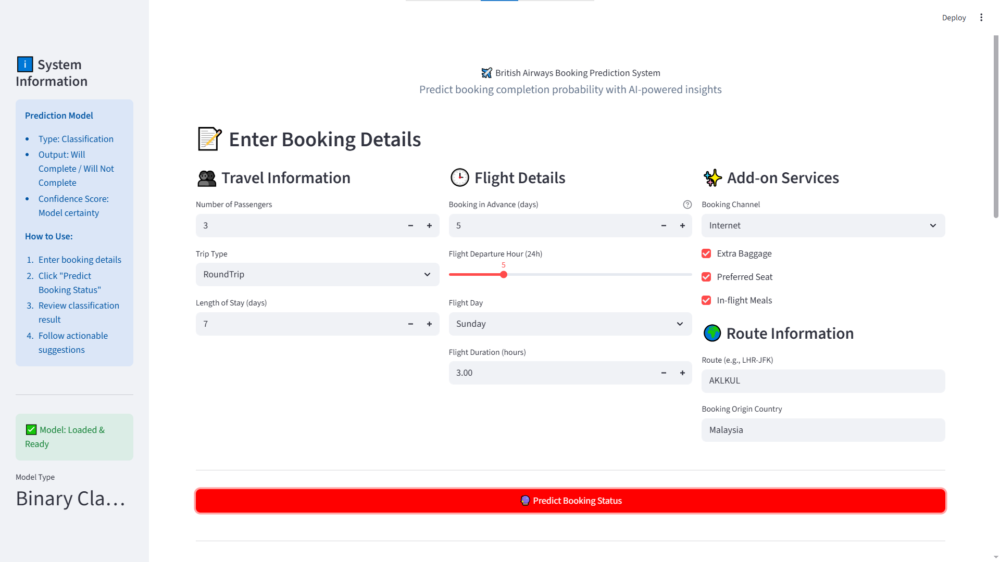 Deploy
System
Information
Prediction Model
• Type: Classification
• Output: Will
Complete / Will Not
Complete
• Confidence Score:
Model certainty
How to Use:
1. Enter booking details
2. Click "Predict
Booking Status"
3. Review classification
result
4. Follow actionable
suggestions
Model: Loaded &
Ready
Model Type
Binary Cla...
British Airways Booking Prediction System
Predict booking completion probability with AI-powered insights
Enter Booking Details
Travel Information
Number of Passengers
3
Trip Type
RoundTrip
Length of Stay (days)
7
Flight Details
Booking in Advance (days)
5
Flight Departure Hour (24h)
5
Flight Day
Sunday
Flight Duration (hours)
3.00
Add-on Services
Booking Channel
Internet
Extra Baggage
Preferred Seat
In-flight Meals
Route Information
Route (e.g., LHR-JFK)
AKLKUL
Booking Origin Country
Malaysia
Predict Booking Status